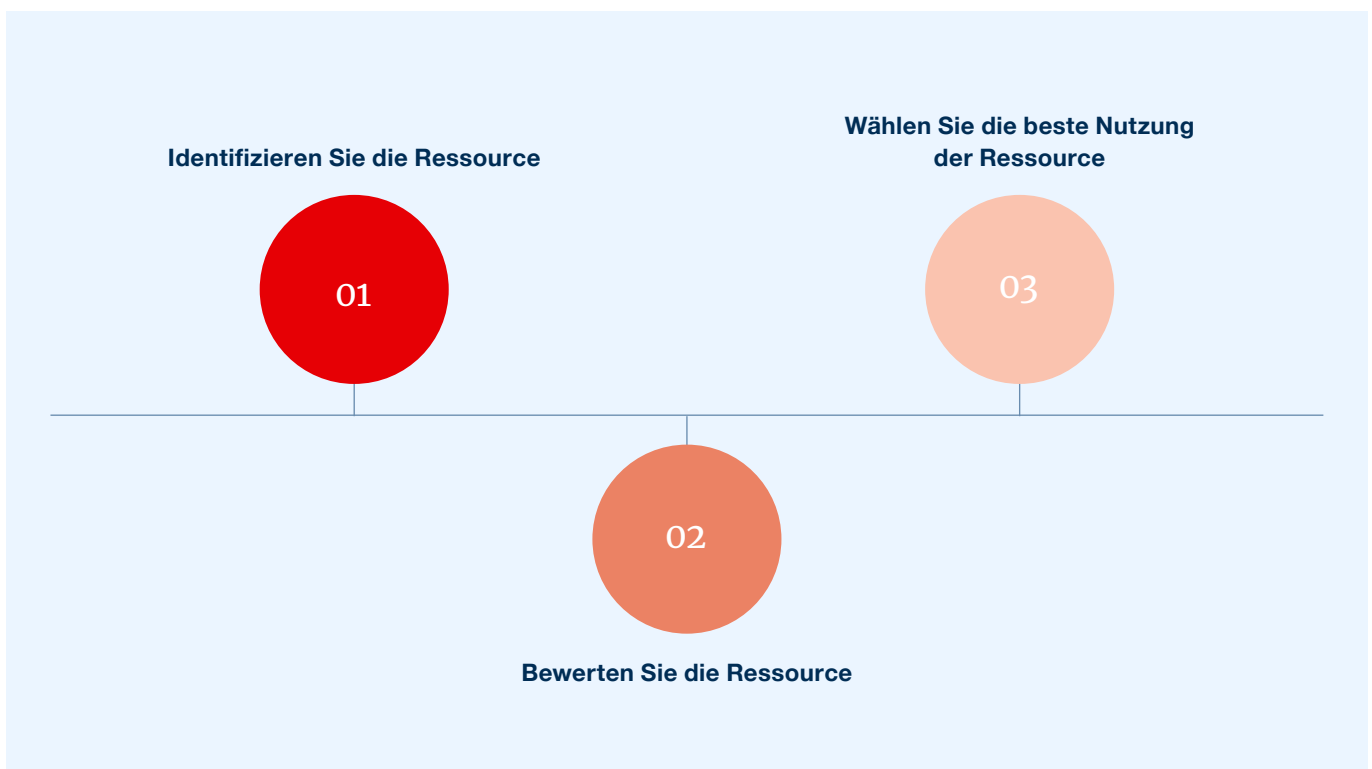 Identifizieren Sie die Ressource
01
02
Bewerten Sie die Ressource
Wählen Sie die beste Nutzung
der Ressource
03